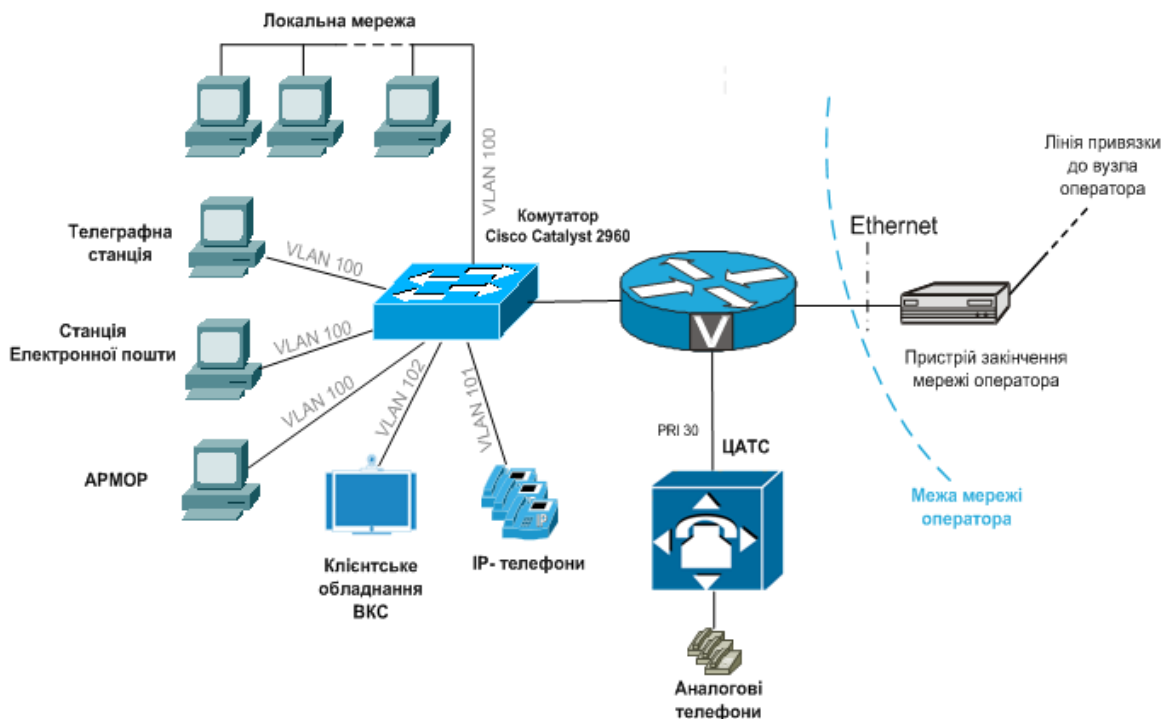 Локальна мережа
VLAN 100
Комутатор
Cisco Catalyst 2960
Лінія привязки
до вузла
оператора
Ethernet
Телеграфна
станція
VLAN 100
Станція
Електронної пошти
VLAN 100
V
Пристрій закінчення
мережі оператора
VLAN 100
VLAN 102
VLAN 101
АРМОР
PRI 30
ЦАТС
IP
Межа мережі
оператора
Клієнтське
обладнання
ВКС
IP- телефони
Аналогові
телефони